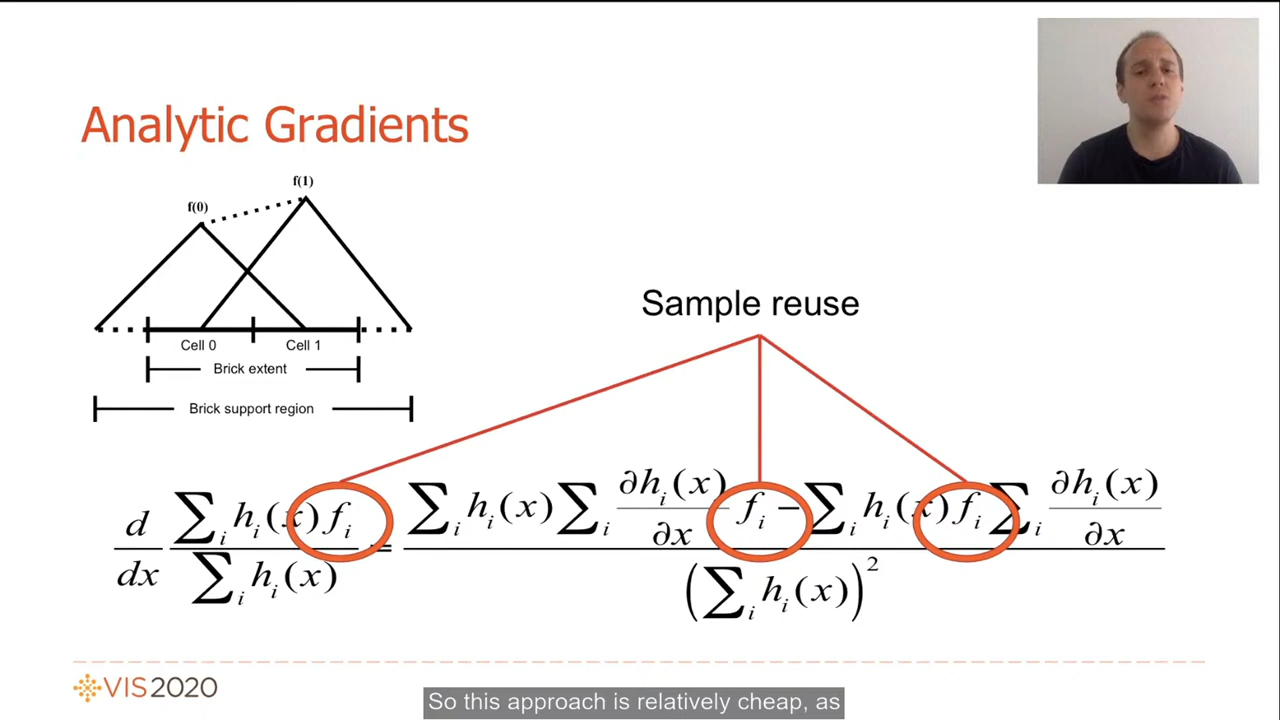 Analytic Gradients
f(1)
f(0)
Cell 0 Cell 1
Brick extent
Brick support region
Sample reuse
d/dx ∑ᵢ hᵢ(x) fᵢ / ∑ᵢ hᵢ(x) = (∑ᵢ hᵢ(x) ∑ᵢ ∂hᵢ(x)/∂x fᵢ − ∑ᵢ hᵢ(x) fᵢ ∑ᵢ ∂hᵢ(x)/∂x) / (∑ᵢ hᵢ(x))²
VIS2020
So this approach is relatively cheap, as